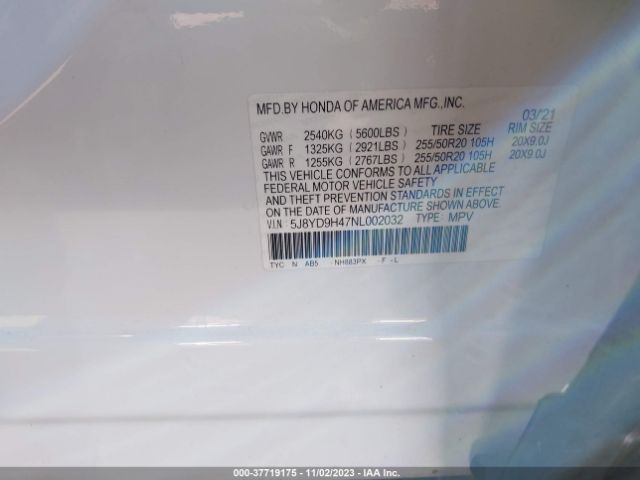 MFD.BY HONDA OF AMERICA MFG.,INC. 03/21
GVWR 2540KG (5600LBS) TIRE SIZE RIM SIZE
GAWR F 1325KG (2921LBS) 255/50R20 105H 20X9.0J
GAWR R 1255KG (2767LBS) 255/50R20 105H 20X9.0J
THIS VEHICLE CONFORMS TO ALL APPLICABLE
FEDERAL MOTOR VEHICLE SAFETY
AND THEFT PREVENTION STANDARDS IN EFFECT
ON THE DATE OF MANUFACTURE SHOWN ABOVE.
V.I.N. 5J8YD9H47NL002032 TYPE: MPV
TYC N AB5 -NH883PX -F -L
000-37719175 - 11/02/2023 - IAA Inc.